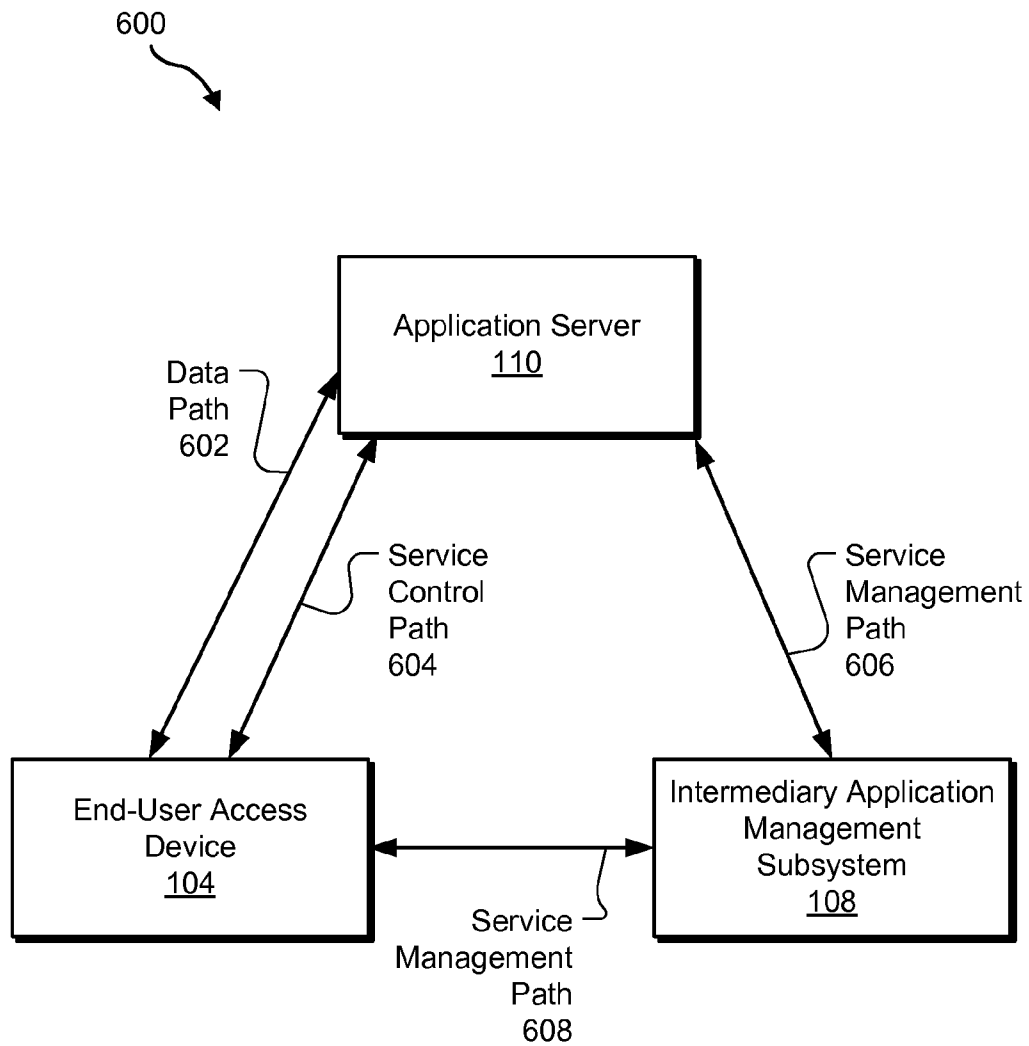 600
Application Server
110
Data
Path
602
Service
Control
Path
604
Service
Management
Path
606
End-User Access
Device
104
Intermediary Application
Management
Subsystem
108
Service
Management
Path
608